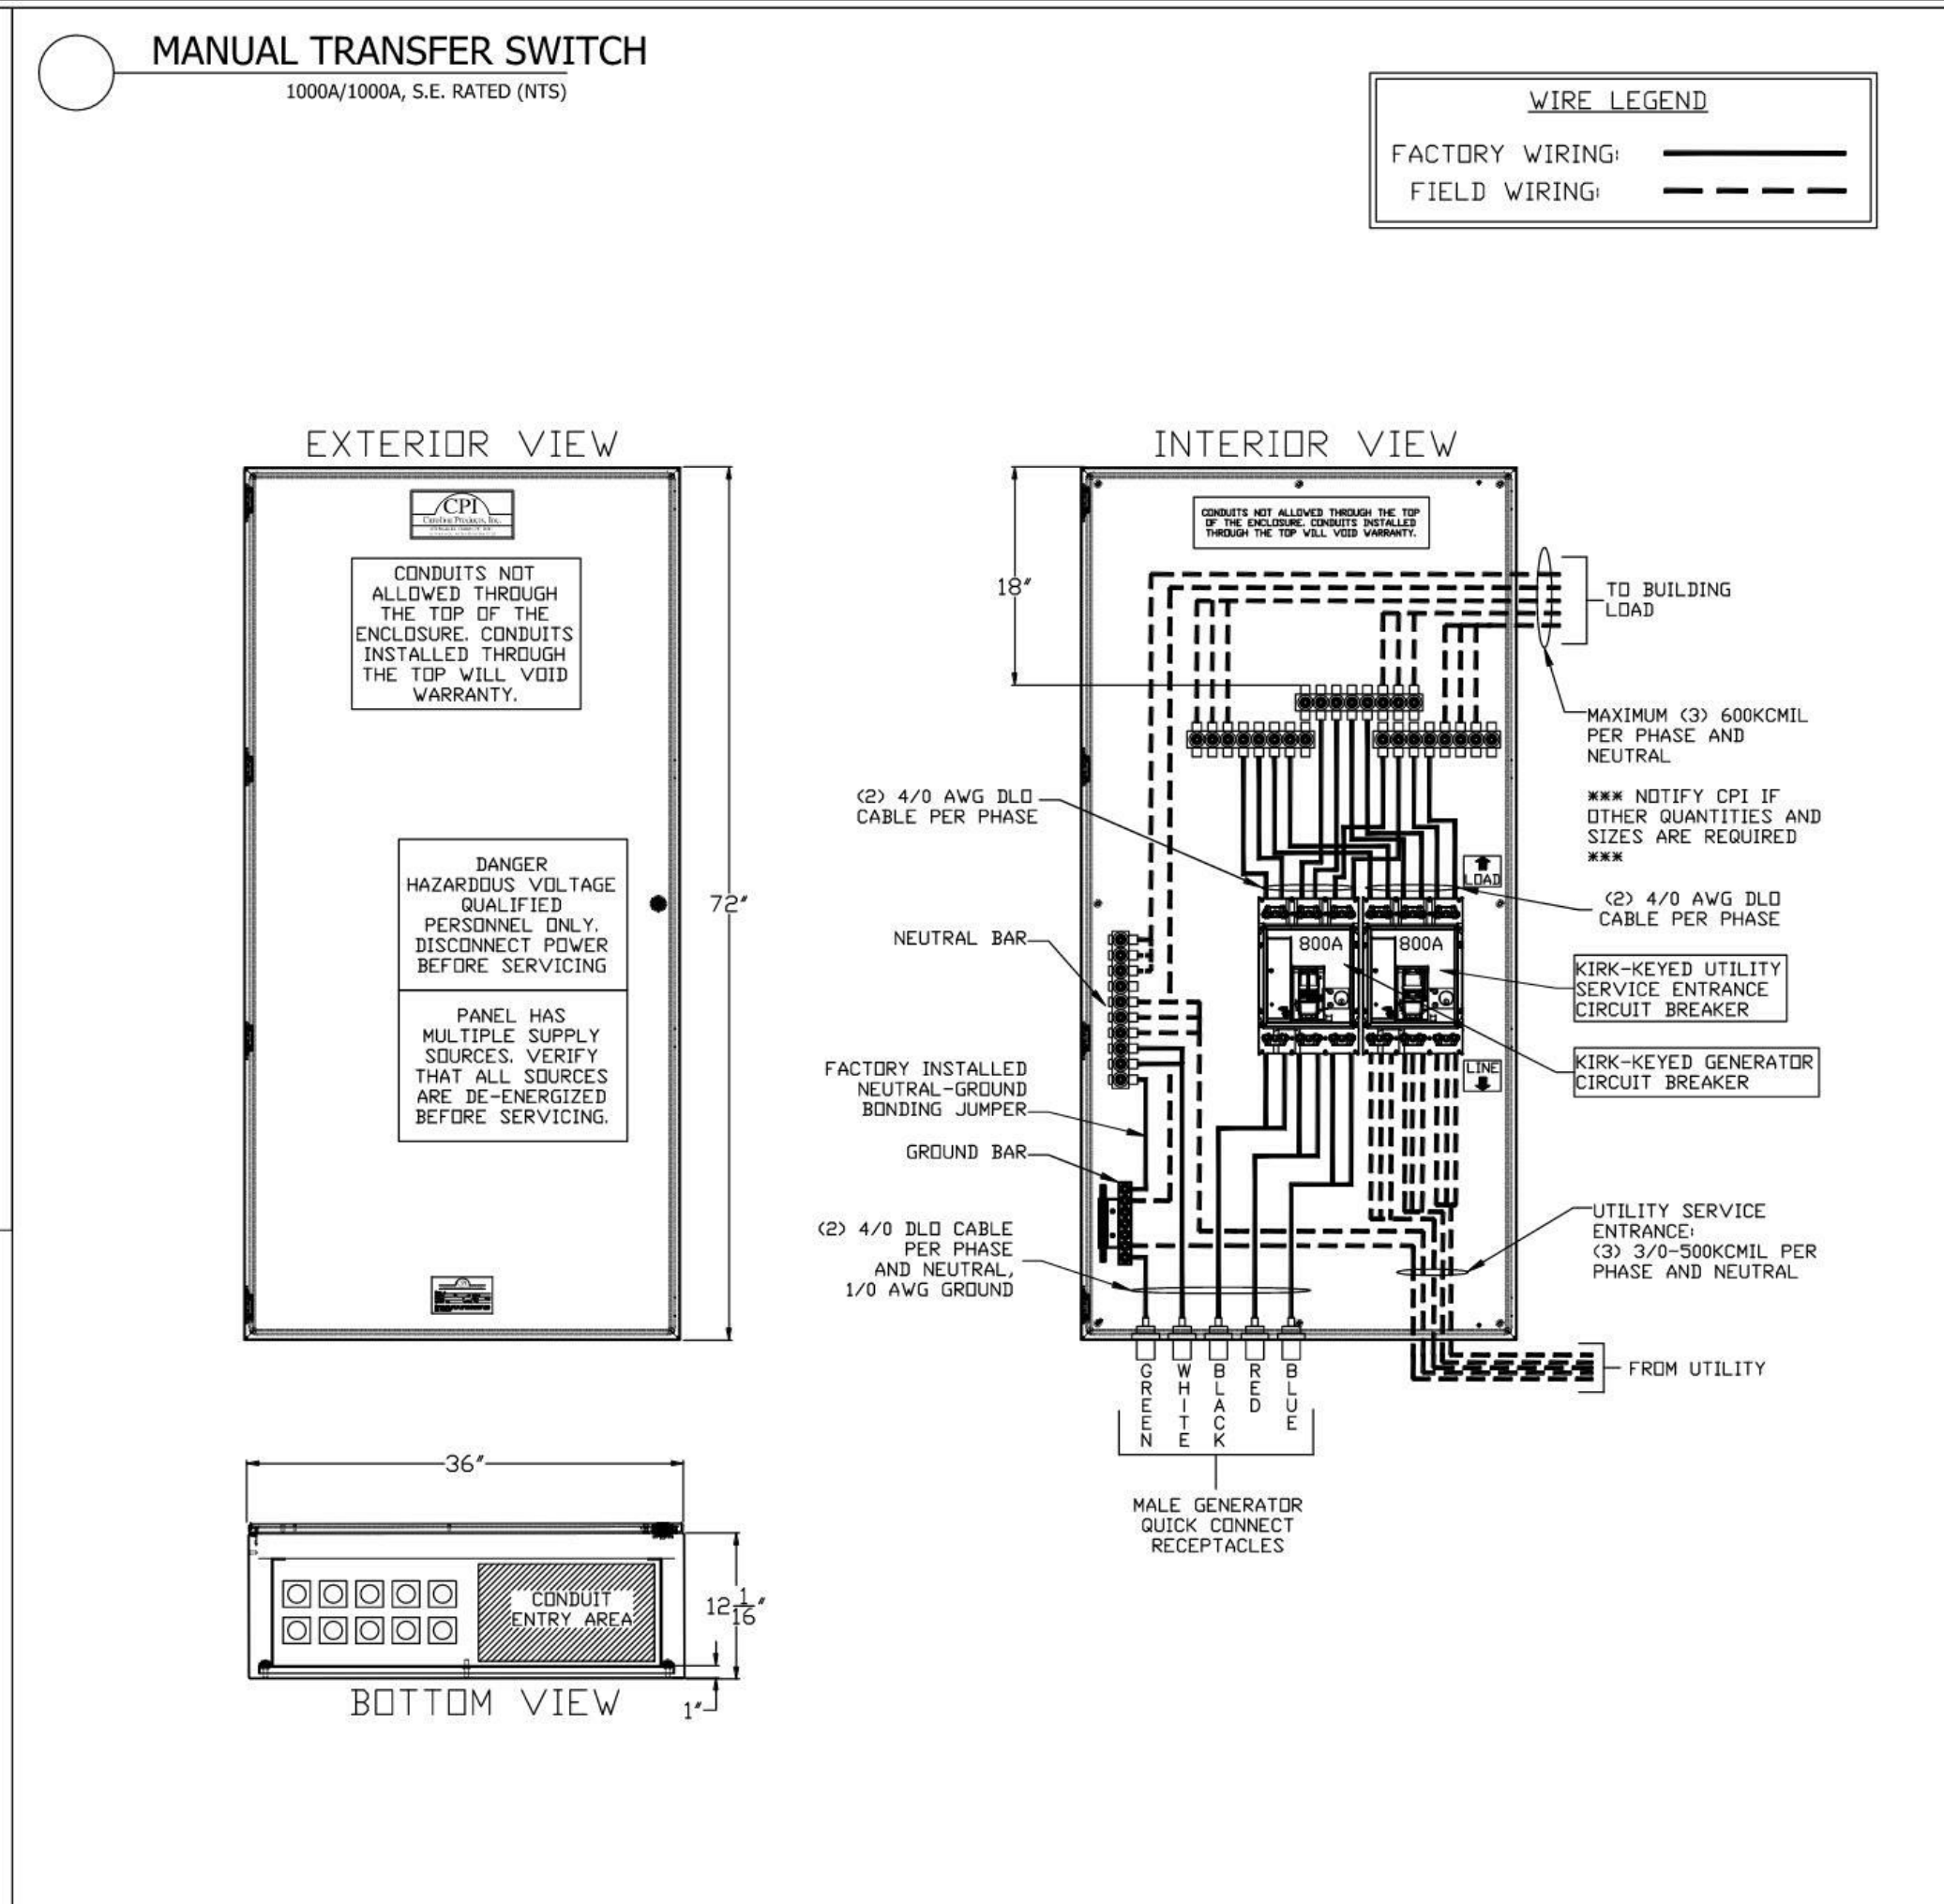 MANUAL TRANSFER SWITCH
1000A/1000A, S.E. RATED (NTS)
WIRE LEGEND
FACTORY WIRING:
FIELD WIRING:
EXTERIOR VIEW
CPI
CONDUITS NOT
ALLOWED THROUGH
THE TOP OF THE
ENCLOSURE. CONDUITS
INSTALLED THROUGH
THE TOP WILL VOID
WARRANTY.
DANGER
HAZARDOUS VOLTAGE
QUALIFIED
PERSONNEL ONLY.
DISCONNECT POWER
BEFORE SERVICING
PANEL HAS
MULTIPLE SUPPLY
SOURCES. VERIFY
THAT ALL SOURCES
ARE DE-ENERGIZED
BEFORE SERVICING.
72"
INTERIOR VIEW
CONDUITS NOT ALLOWED THROUGH THE TOP
OF THE ENCLOSURE. CONDUITS INSTALLED
THROUGH THE TOP WILL VOID WARRANTY.
18"
TO BUILDING
LOAD
MAXIMUM (3) 600KCMIL
PER PHASE AND
NEUTRAL
*** NOTIFY CPI IF
OTHER QUANTITIES AND
SIZES ARE REQUIRED
***
(2) 4/0 AWG DLO
CABLE PER PHASE
LOAD
(2) 4/0 AWG DLO
CABLE PER PHASE
NEUTRAL BAR
800A
800A
KIRK-KEYED UTILITY
SERVICE ENTRANCE
CIRCUIT BREAKER
KIRK-KEYED GENERATOR
CIRCUIT BREAKER
LINE
FACTORY INSTALLED
NEUTRAL-GROUND
BONDING JUMPER
GROUND BAR
(2) 4/0 DLO CABLE
PER PHASE
AND NEUTRAL,
1/0 AWG GROUND
UTILITY SERVICE
ENTRANCE:
(3) 3/0-500KCMIL PER
PHASE AND NEUTRAL
FROM UTILITY
GREEN
WHITE
BLACK
RED
BLUE
MALE GENERATOR
QUICK CONNECT
RECEPTACLES
36"
CONDUIT
ENTRY AREA
12 1/16"
1"
BOTTOM VIEW